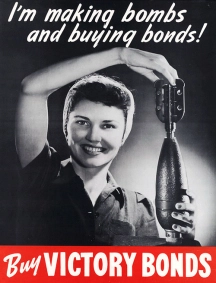 I'm making bombs
and buying bonds!
Buy VICTORY BONDS